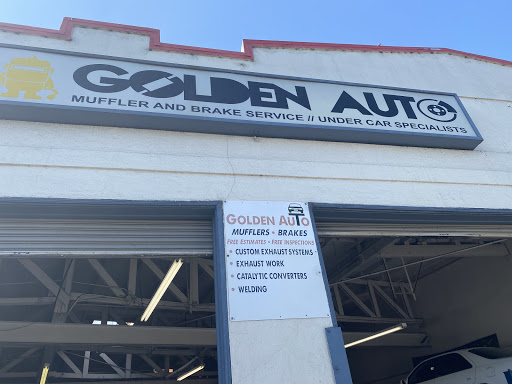 GOLDEN AUTO
MUFFLER AND BRAKE SERVICE // UNDER CAR SPECIALISTS
GOLDEN AUTO
MUFFLERS • BRAKES
FREE ESTIMATES • FREE INSPECTIONS
• CUSTOM EXHAUST SYSTEMS
• EXHAUST WORK
• CATALYTIC CONVERTERS
• WELDING